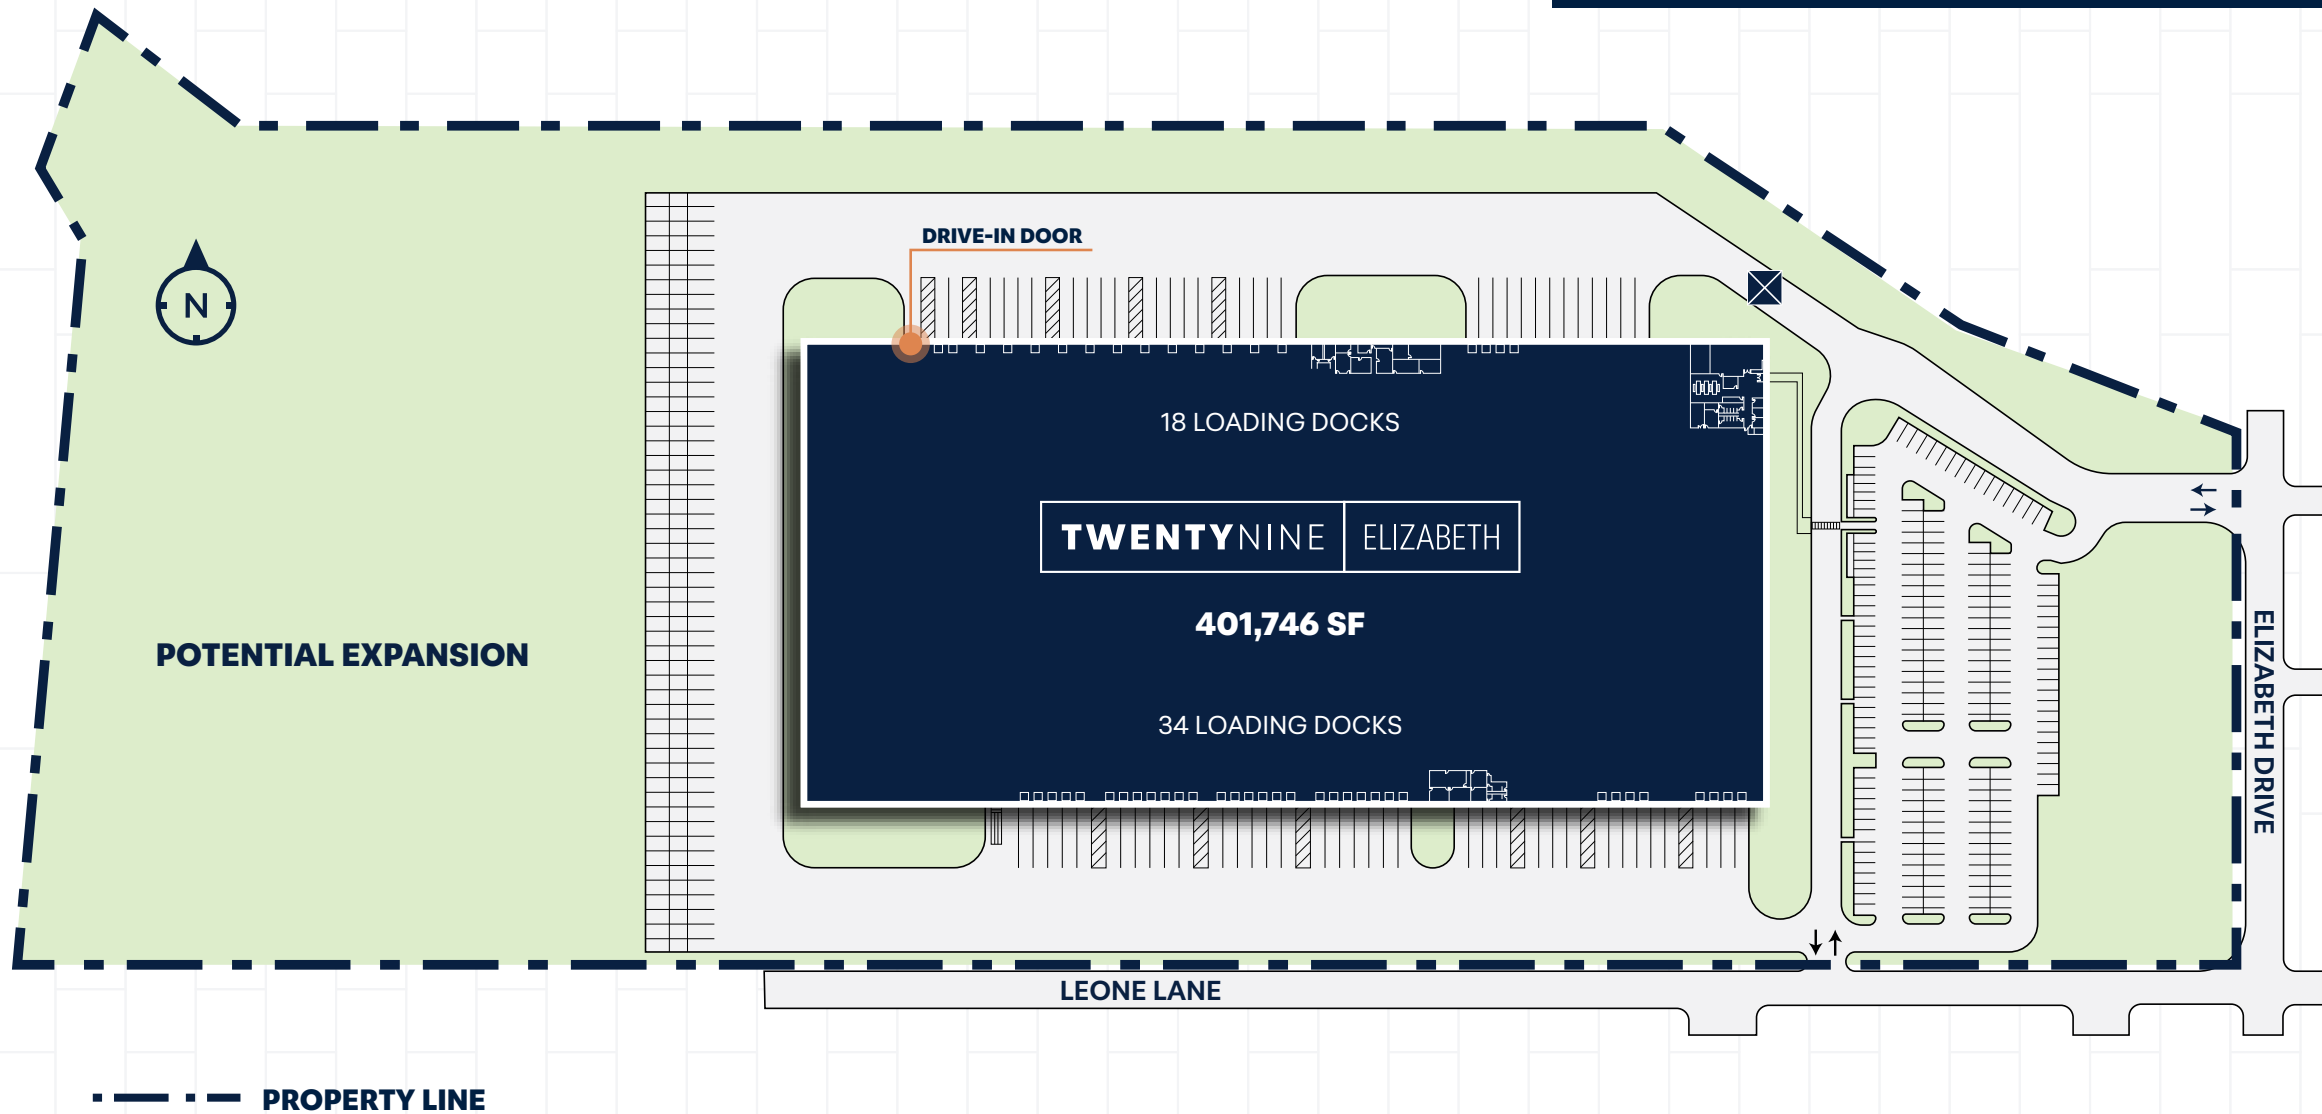 DRIVE-IN DOOR
N
18 LOADING DOCKS
TWENTYNINE ELIZABETH
401,746 SF
POTENTIAL EXPANSION
34 LOADING DOCKS
ELIZABETH DRIVE
LEONE LANE
PROPERTY LINE